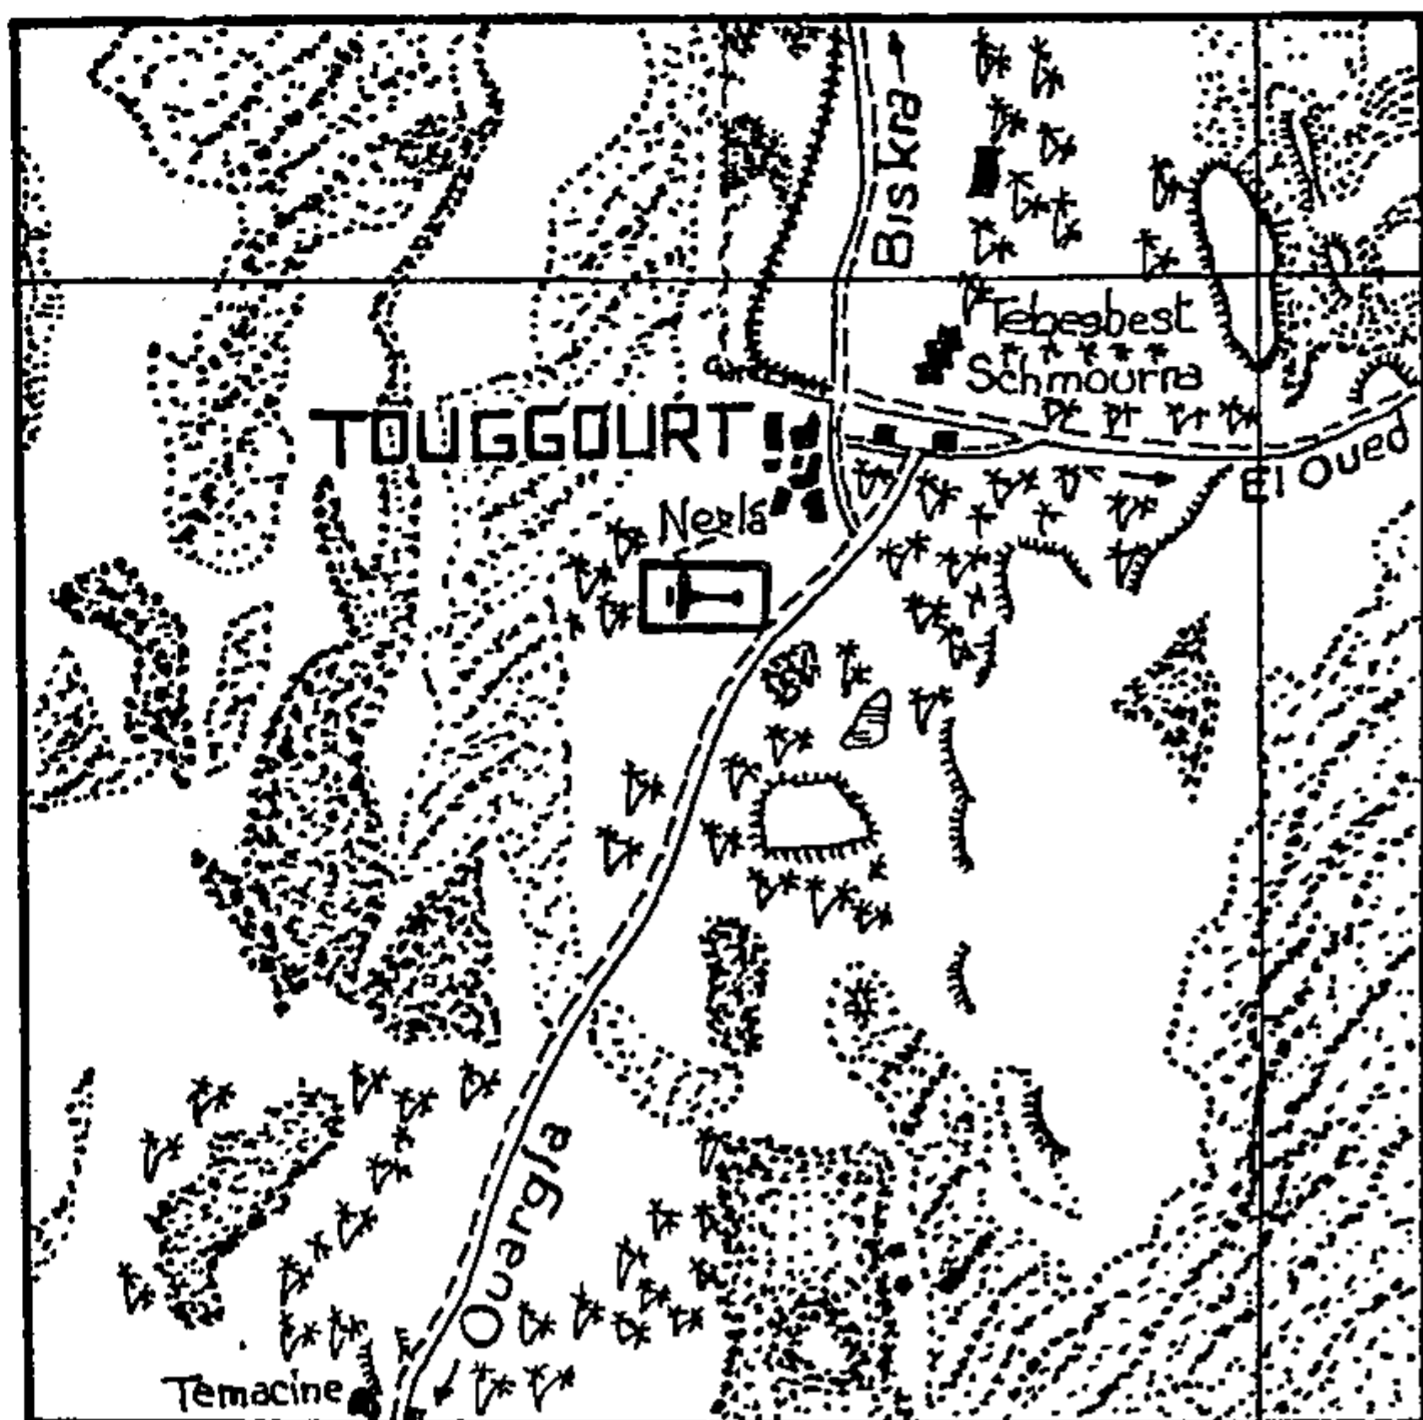 Biskra
Tebesbest
Schmourra
TOUGGOURT
El Oued
Nezla
Ouargla
Temacine